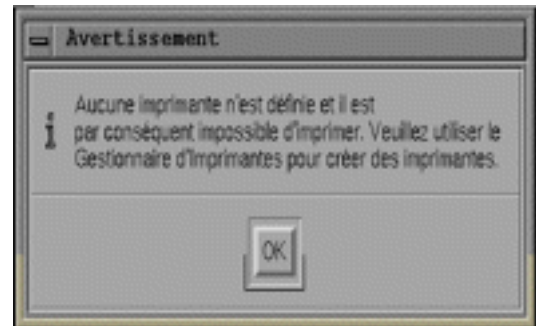 Avertissement
Aucune imprimante n'est définie et il est
par conséquent impossible d'imprimer. Veuillez utiliser le
Gestionnaire d'Imprimantes pour créer des imprimantes.
OK